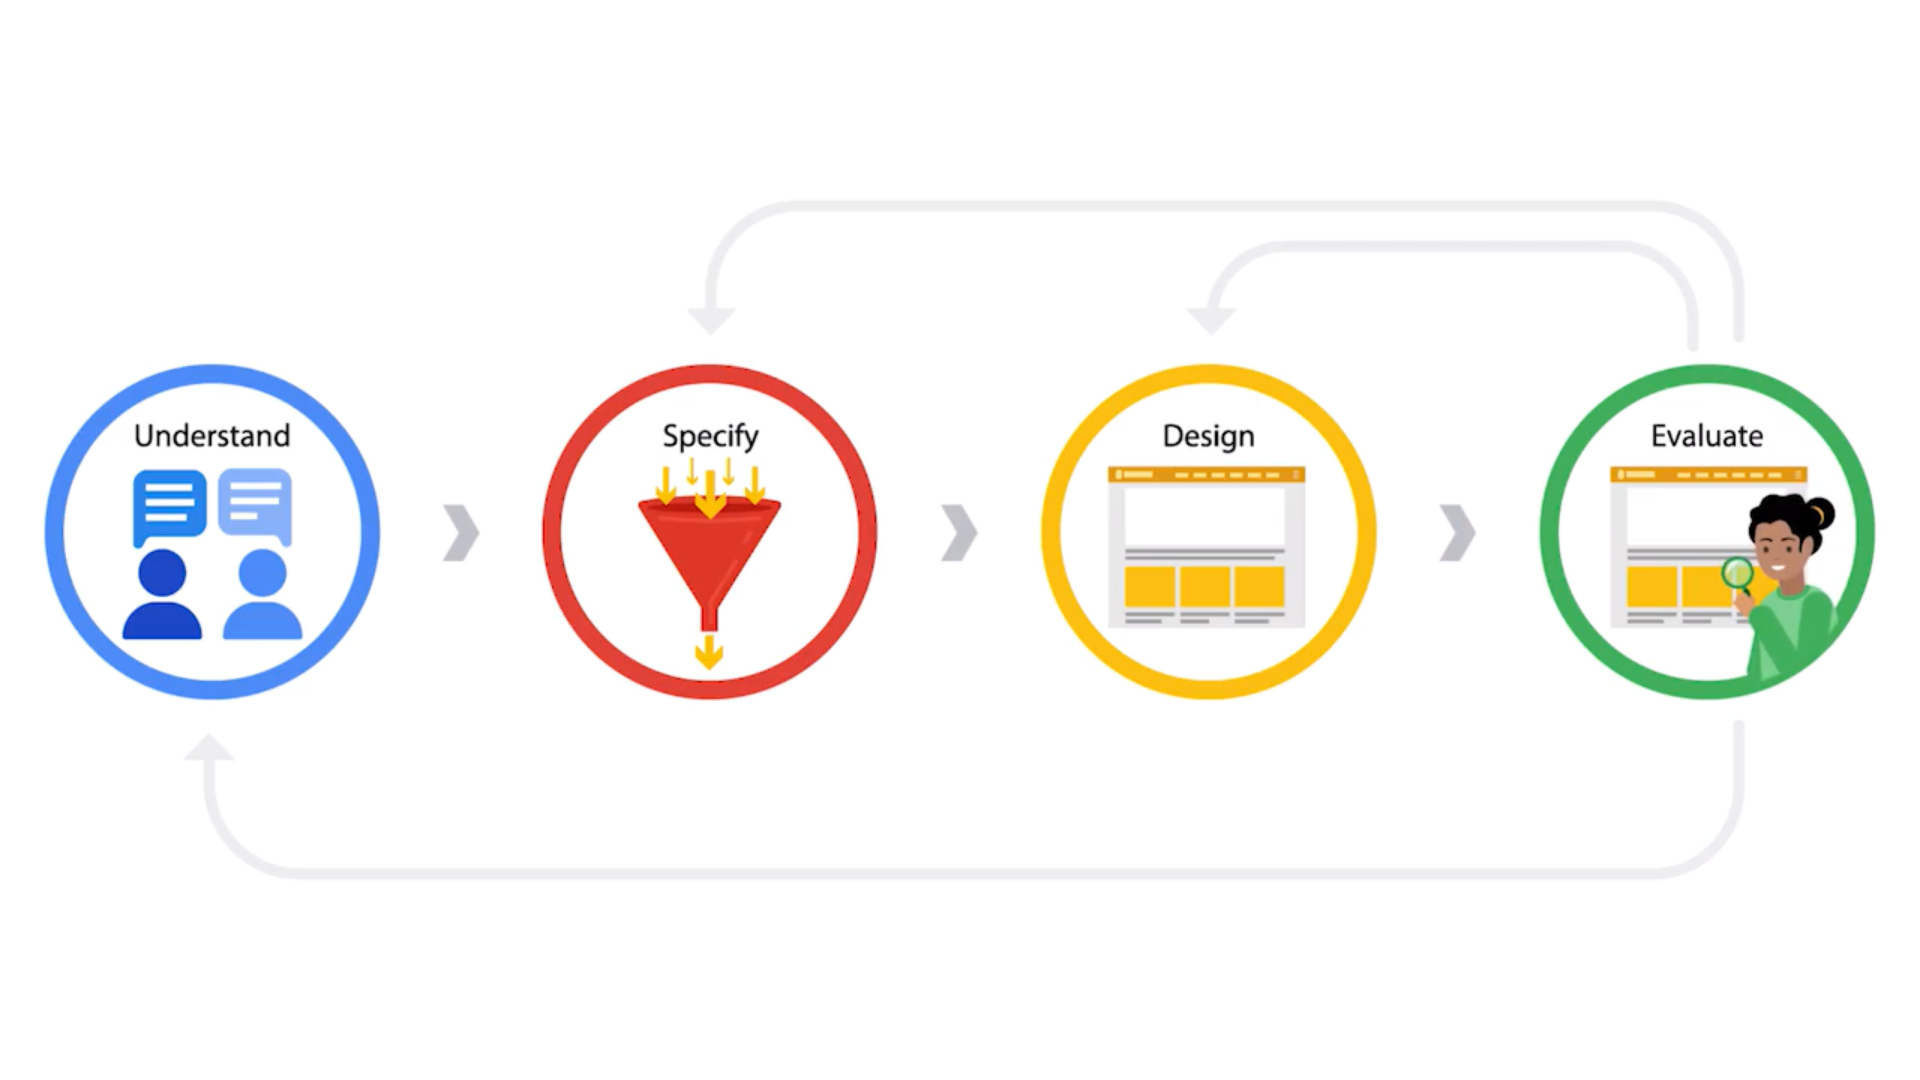 Understand
Specify
Design
Evaluate